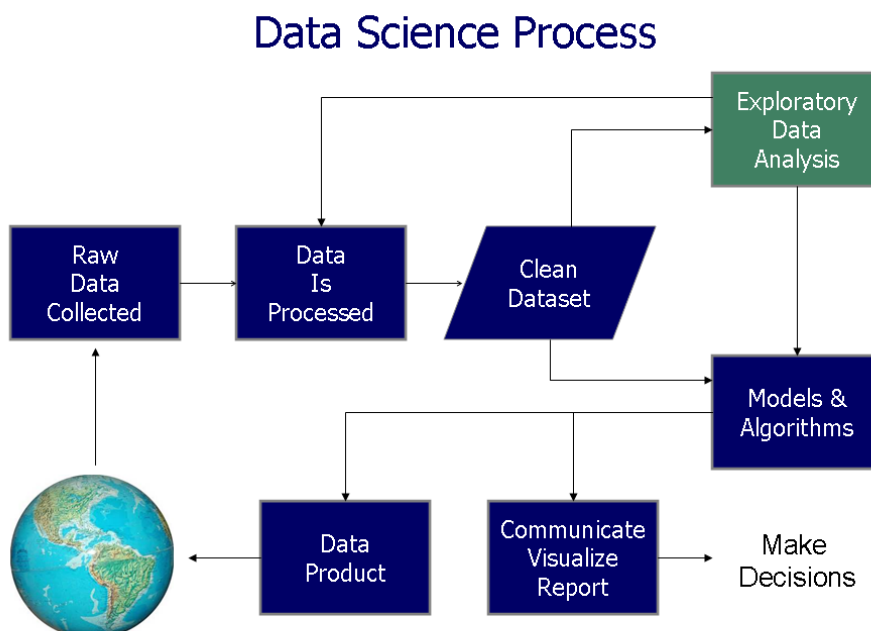 Data Science Process
Exploratory
Data
Analysis
Raw
Data
Collected
Data
Is
Processed
Clean
Dataset
Models &
Algorithms
Data
Product
Communicate
Visualize
Report
Make
Decisions